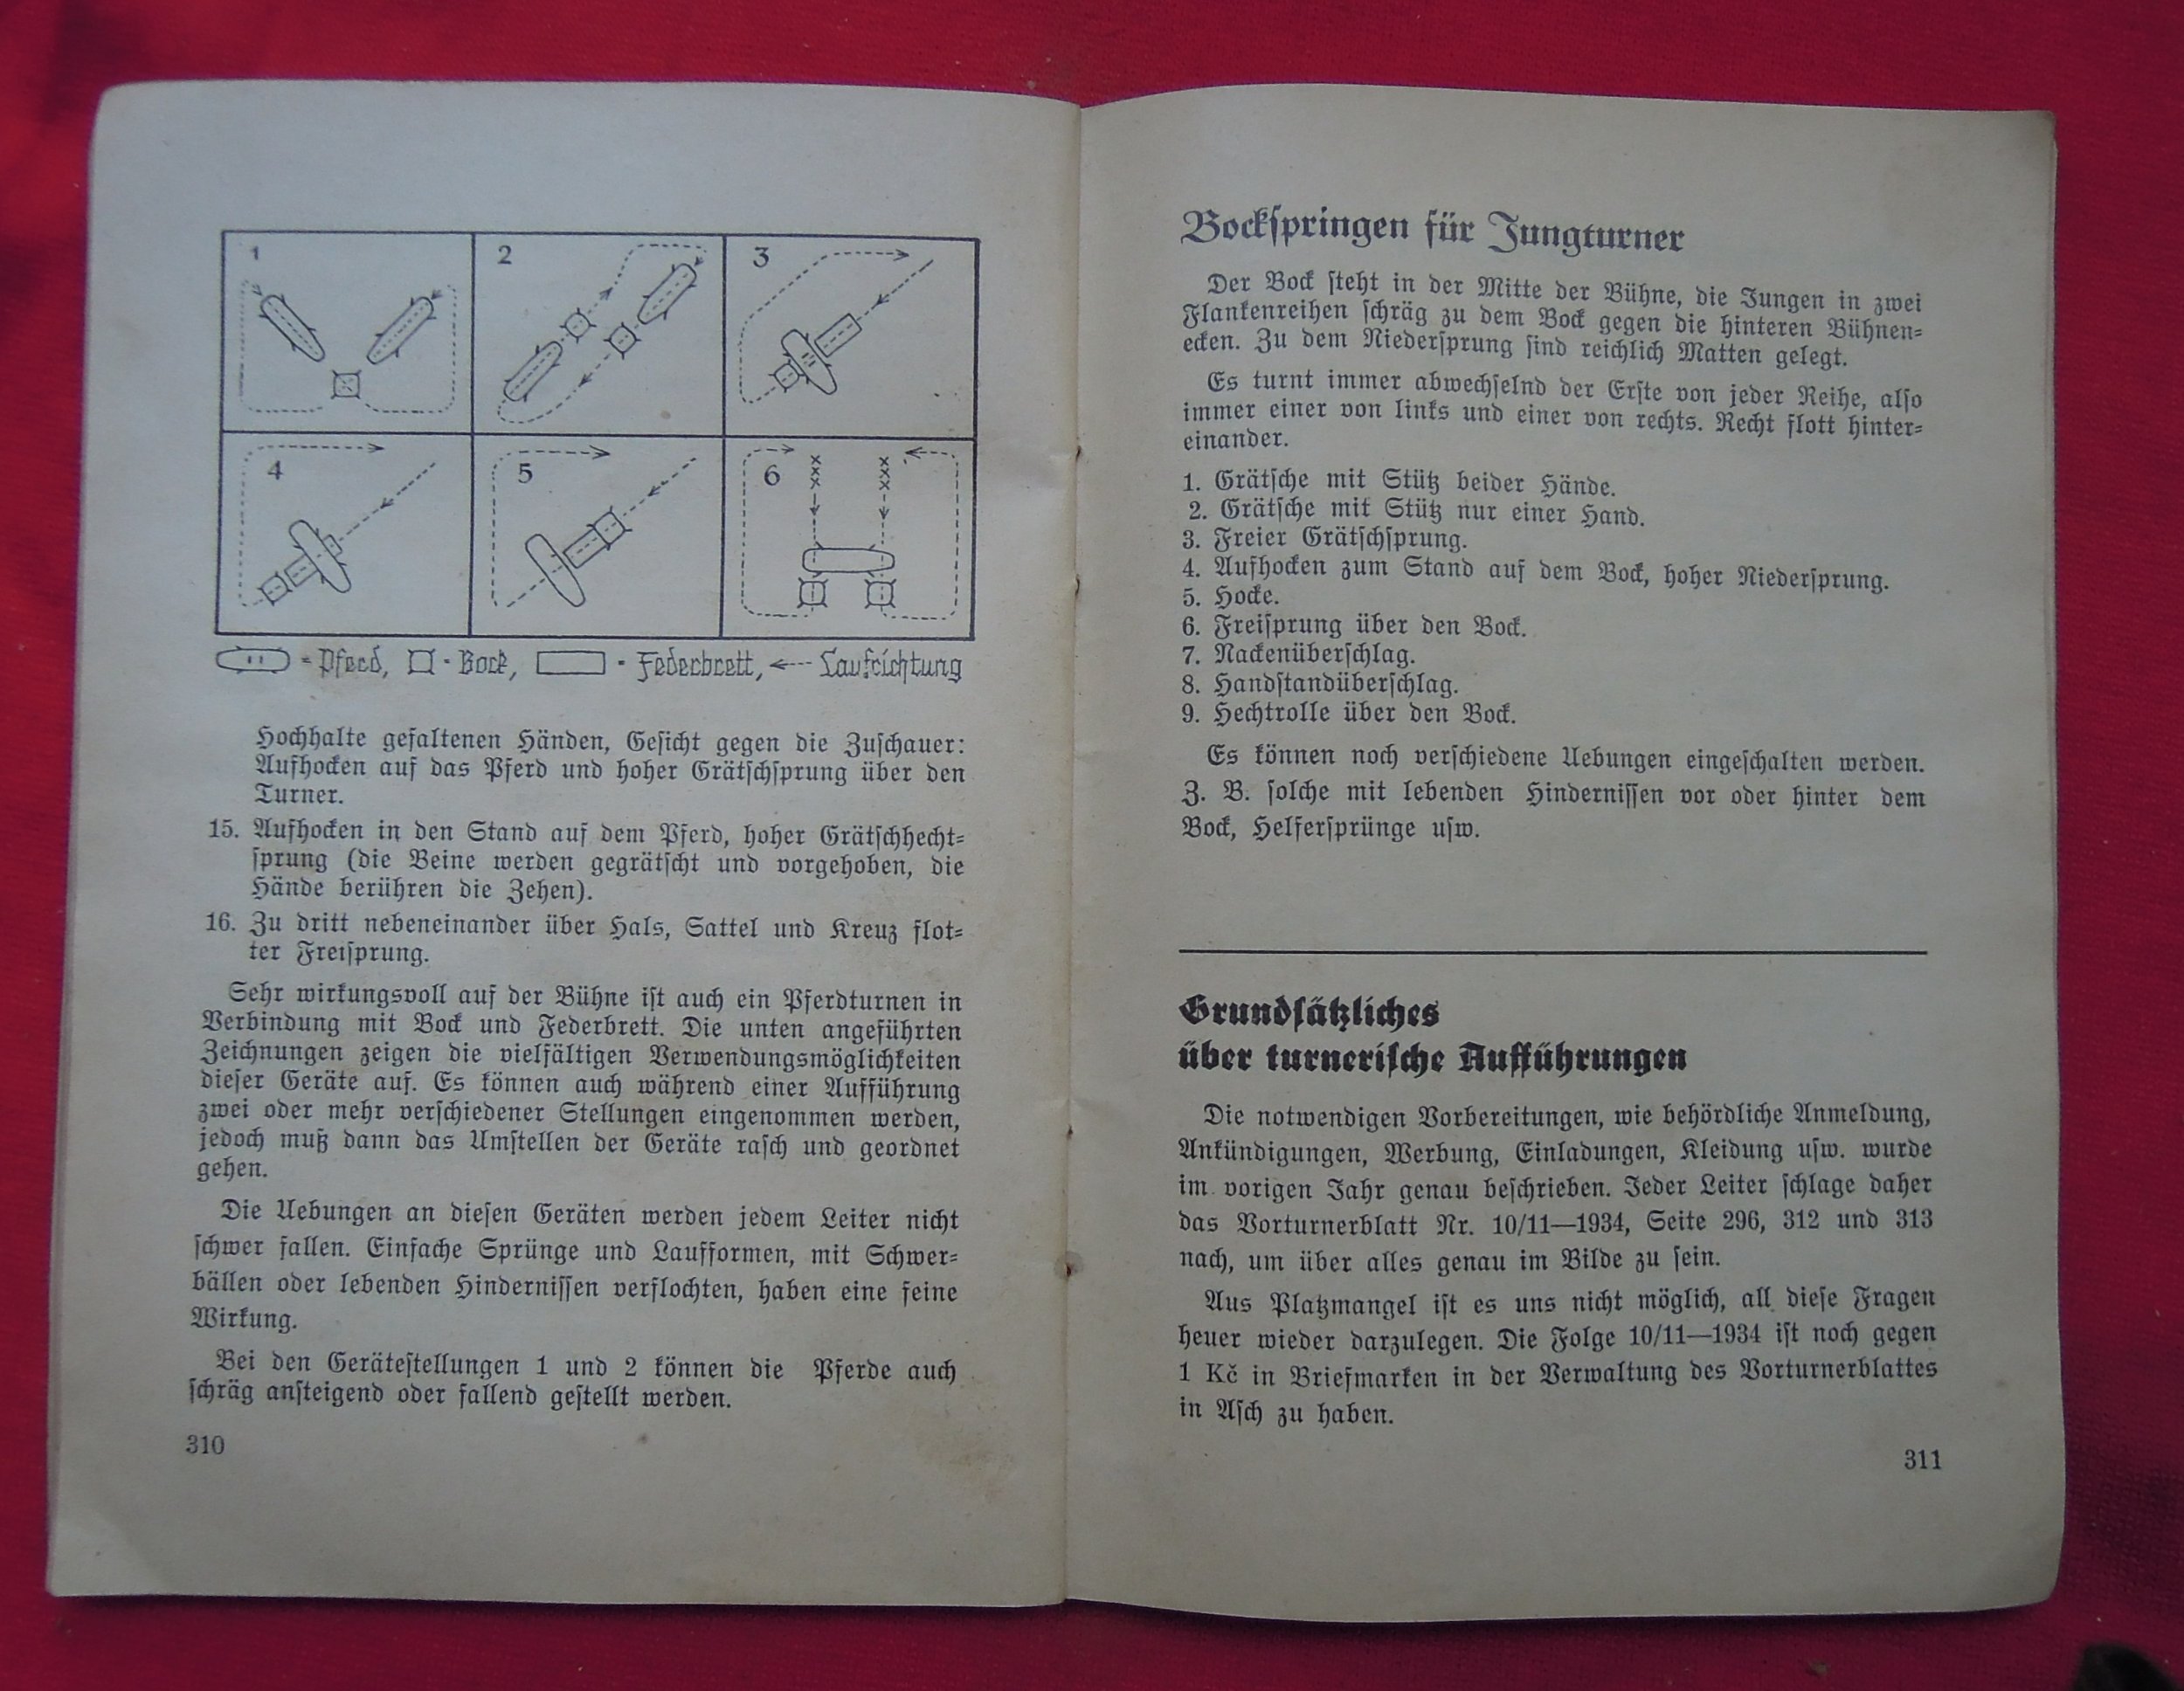 1
2
3
4
5
6
= Pferd, - Bock, - Federbrett, Laufrichtung
Hochhalte gefaltenen Händen, Gesicht gegen die Zuschauer:
Aufhocken auf das Pferd und hoher Grätschsprung über den
Turner.
15. Aufhocken in den Stand auf dem Pferd, hoher Grätschhecht-
sprung (die Beine werden gegrätscht und vorgehoben, die
Hände berühren die Zehen).
16. Zu dritt nebeneinander über Hals, Sattel und Kreuz flot-
ter Freisprung.
Sehr wirkungsvoll auf der Bühne ist auch ein Pferdturnen in
Verbindung mit Bock und Federbrett. Die unten angeführten
Zeichnungen zeigen die vielfältigen Verwendungsmöglichkeiten
dieser Geräte auf. Es können auch während einer Aufführung
zwei oder mehr verschiedener Stellungen eingenommen werden,
jedoch muß dann das Umstellen der Geräte rasch und geordnet
gehen.
Die Uebungen an diesen Geräten werden jedem Leiter nicht
schwer fallen. Einfache Sprünge und Laufformen, mit Schwer-
bällen oder lebenden Hindernissen verflochten, haben eine feine
Wirkung.
Bei den Gerätestellungen 1 und 2 können die Pferde auch
schräg ansteigend oder fallend gestellt werden.
310
Bockspringen für Jungturner
Der Bock steht in der Mitte der Bühne, die Jungen in zwei
Flankenreihen schräg zu dem Bock gegen die hinteren Bühnen-
ecken. Zu dem Niedersprung sind reichlich Matten gelegt.
Es turnt immer abwechselnd der Erste von jeder Reihe, also
immer einer von links und einer von rechts. Recht flott hinter-
einander.
1. Grätsche mit Stütz beider Hände.
2. Grätsche mit Stütz nur einer Hand.
3. Freier Grätschsprung.
4. Aufhocken zum Stand auf dem Bock, hoher Niedersprung.
5. Hocke.
6. Freisprung über den Bock.
7. Nackenüberschlag.
8. Handstandüberschlag.
9. Hechtrolle über den Bock.
Es können noch verschiedene Uebungen eingeschalten werden.
Z. B. solche mit lebenden Hindernissen vor oder hinter dem
Bock, Helfersprünge usw.
Grundsätzliches
über turnerische Aufführungen
Die notwendigen Vorbereitungen, wie behördliche Anmeldung,
Ankündigungen, Werbung, Einladungen, Kleidung usw. wurde
im vorigen Jahr genau beschrieben. Jeder Leiter schlage daher
das Vorturnerblatt Nr. 10/11—1934, Seite 296, 312 und 313
nach, um über alles genau im Bilde zu sein.
Aus Platzmangel ist es uns nicht möglich, all diese Fragen
heuer wieder darzulegen. Die Folge 10/11—1934 ist noch gegen
1 Kč in Briefmarken in der Verwaltung des Vorturnerblattes
in Asch zu haben.
311